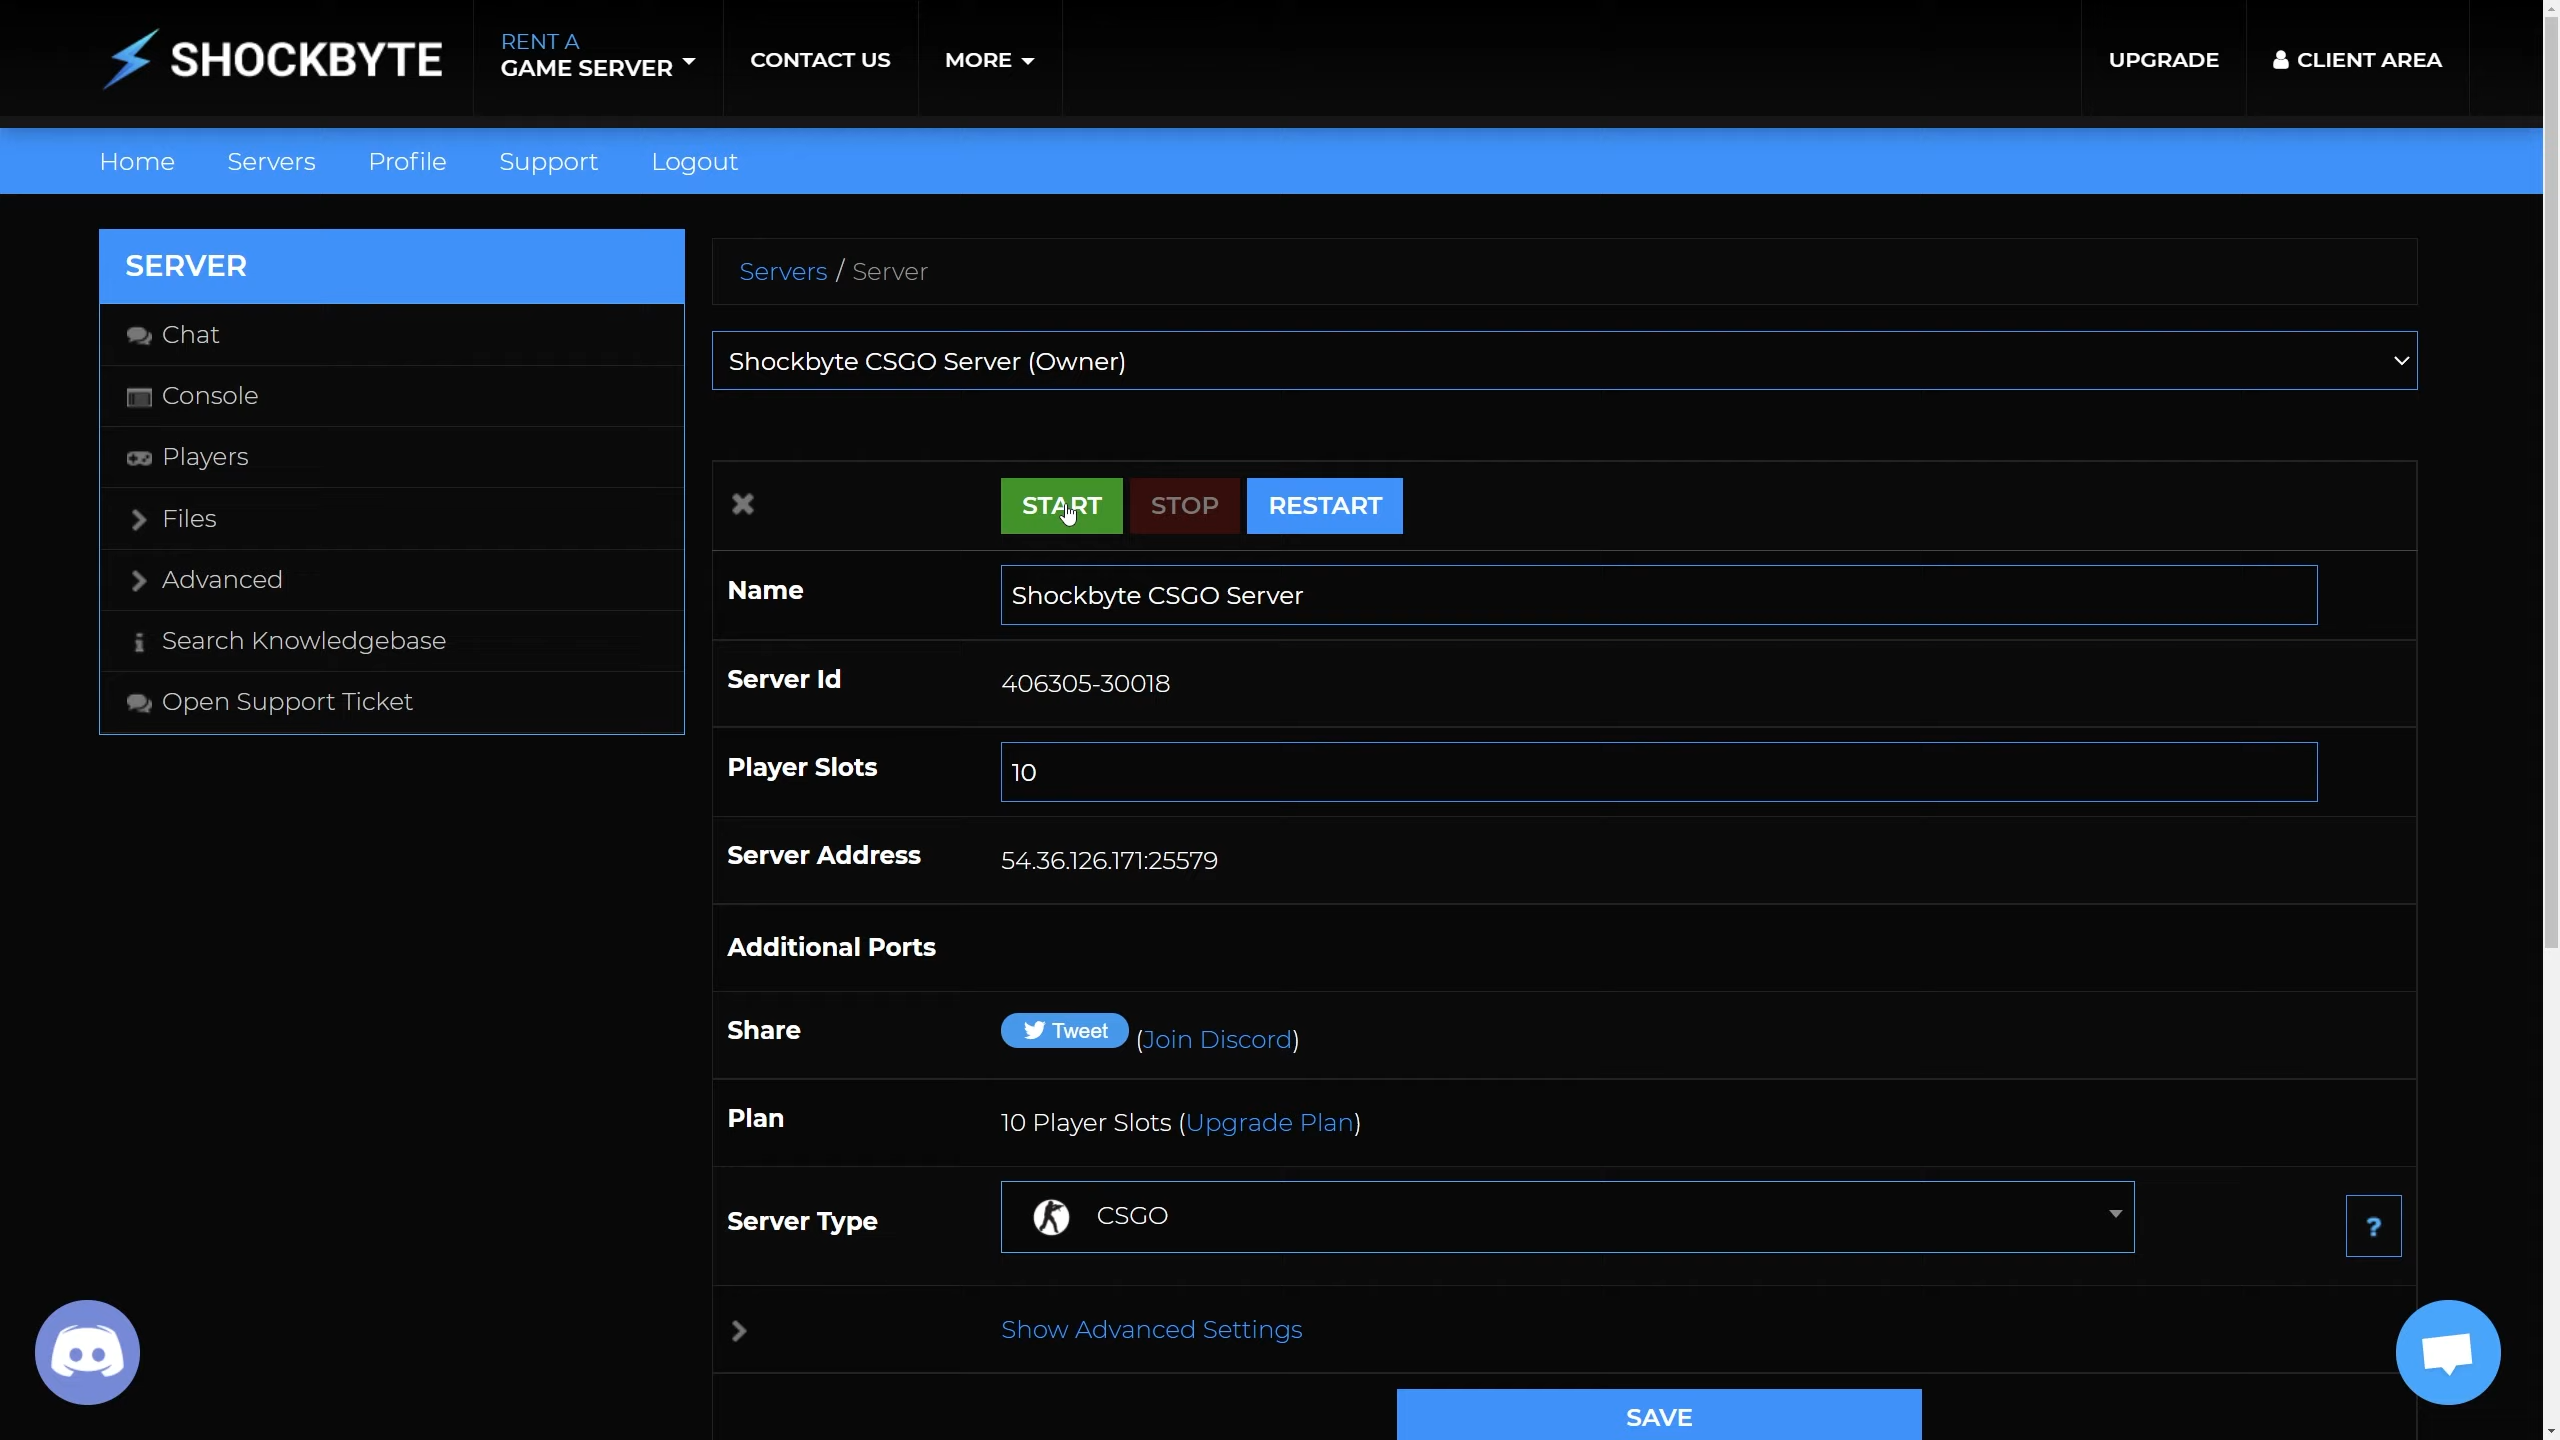 SHOCKBYTE
RENT A
GAME SERVER
CONTACT US
MORE
UPGRADE
CLIENT AREA
Home
Servers
Profile
Support
Logout
SERVER
Chat
Console
Players
Files
Advanced
Search Knowledgebase
Open Support Ticket
Servers / Server
Shockbyte CSGO Server (Owner)
START
STOP
RESTART
Name
Shockbyte CSGO Server
Server Id
406305-30018
Player Slots
10
Server Address
54.36.126.171:25579
Additional Ports
Share
Tweet (Join Discord)
Plan
10 Player Slots (Upgrade Plan)
Server Type
CSGO
?
Show Advanced Settings
SAVE